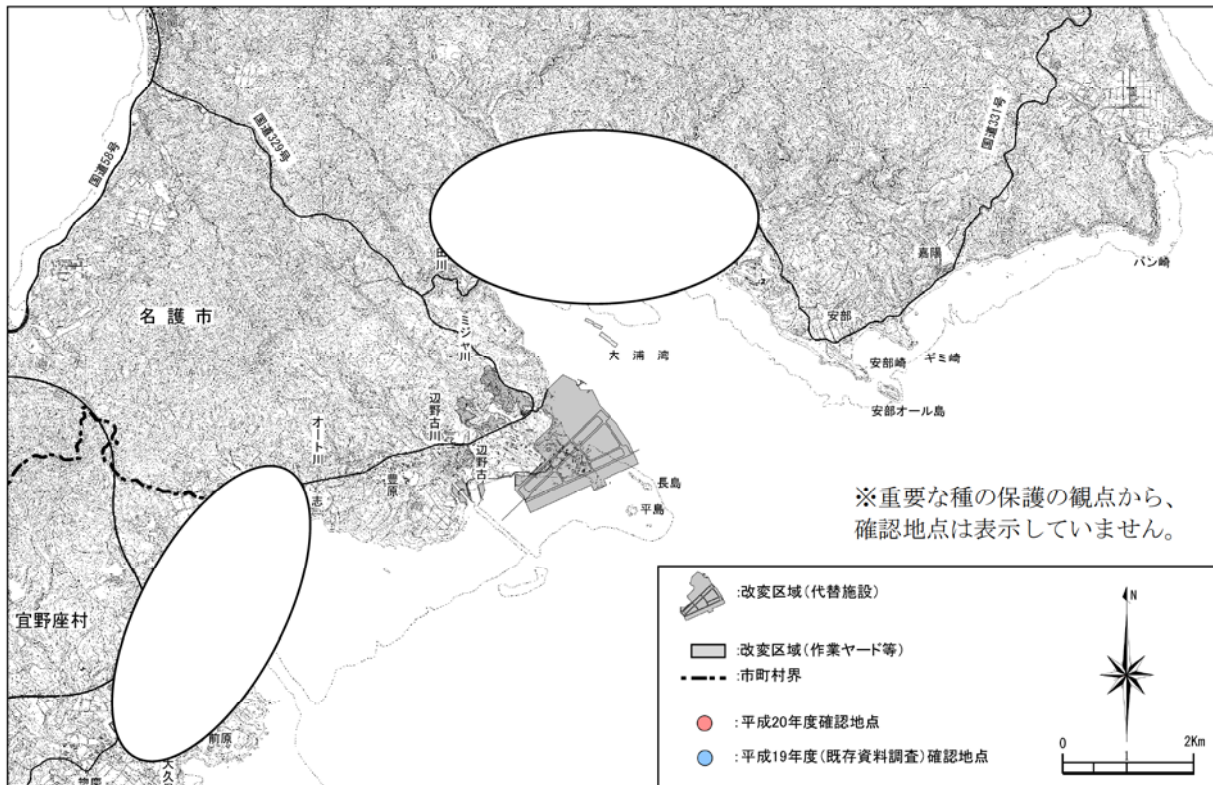 国道58号
国道329号
国道331号
嘉陽
バン崎
田川
名護市
ミジャ川
安部
大浦湾
安部崎
ギミ崎
安部オール島
辺野古川
オート川
辺野古
豊原
志
長島
平島
※重要な種の保護の観点から、
確認地点は表示していません。
宜野座村
前原
:改変区域(代替施設)
:改変区域(作業ヤード等)
:市町村界
:平成20年度確認地点
:平成19年度(既存資料調査)確認地点
N
0 2Km